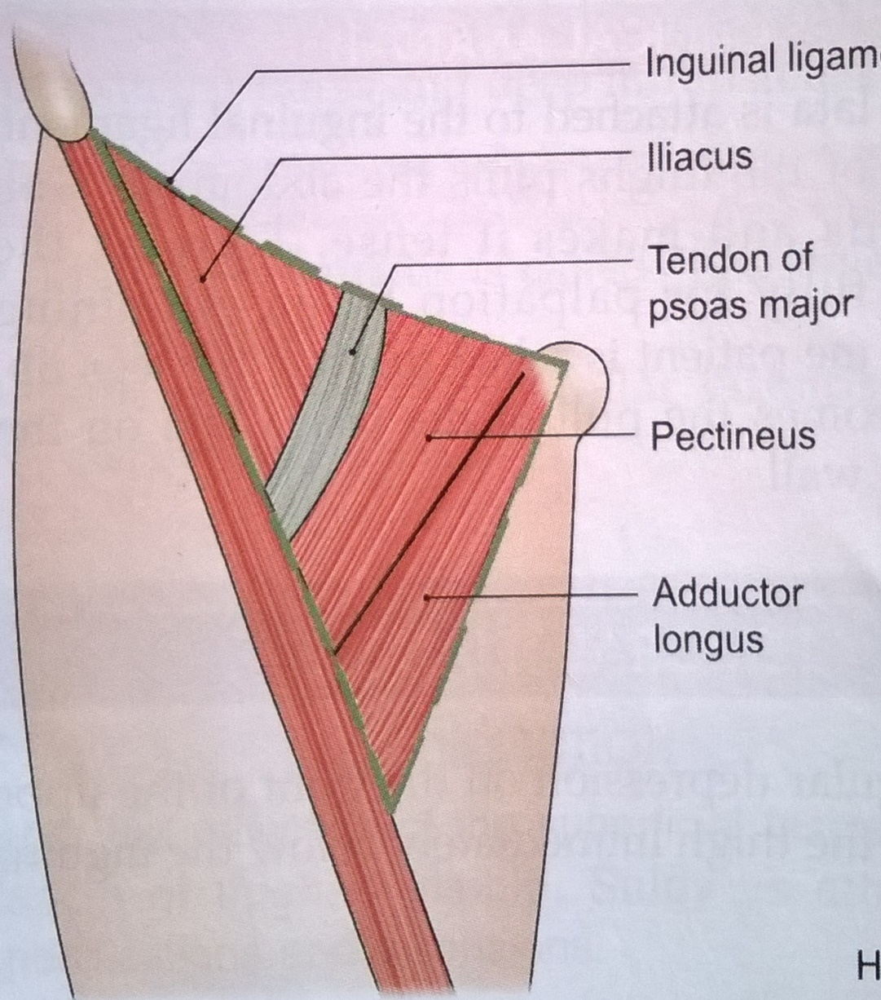 Inguinal ligam
Iliacus
Tendon of
psoas major
Pectineus
Adductor
longus
H